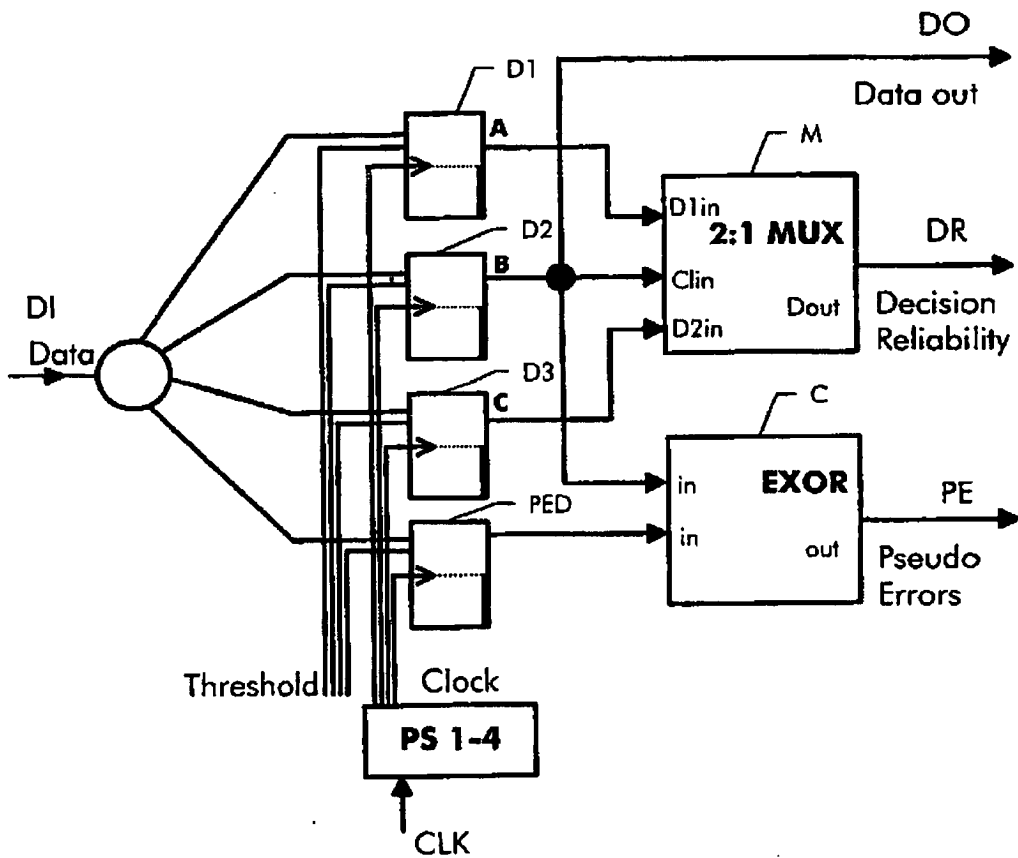 DO
Data out
D1
A
M
D1in
2:1 MUX
Clin
Dout
D2in
DR
Decision
Reliability
D2
B
DI
Data
D3
C
C
EXOR
in
in
out
PE
Pseudo
Errors
PED
Threshold
Clock
PS 1-4
CLK